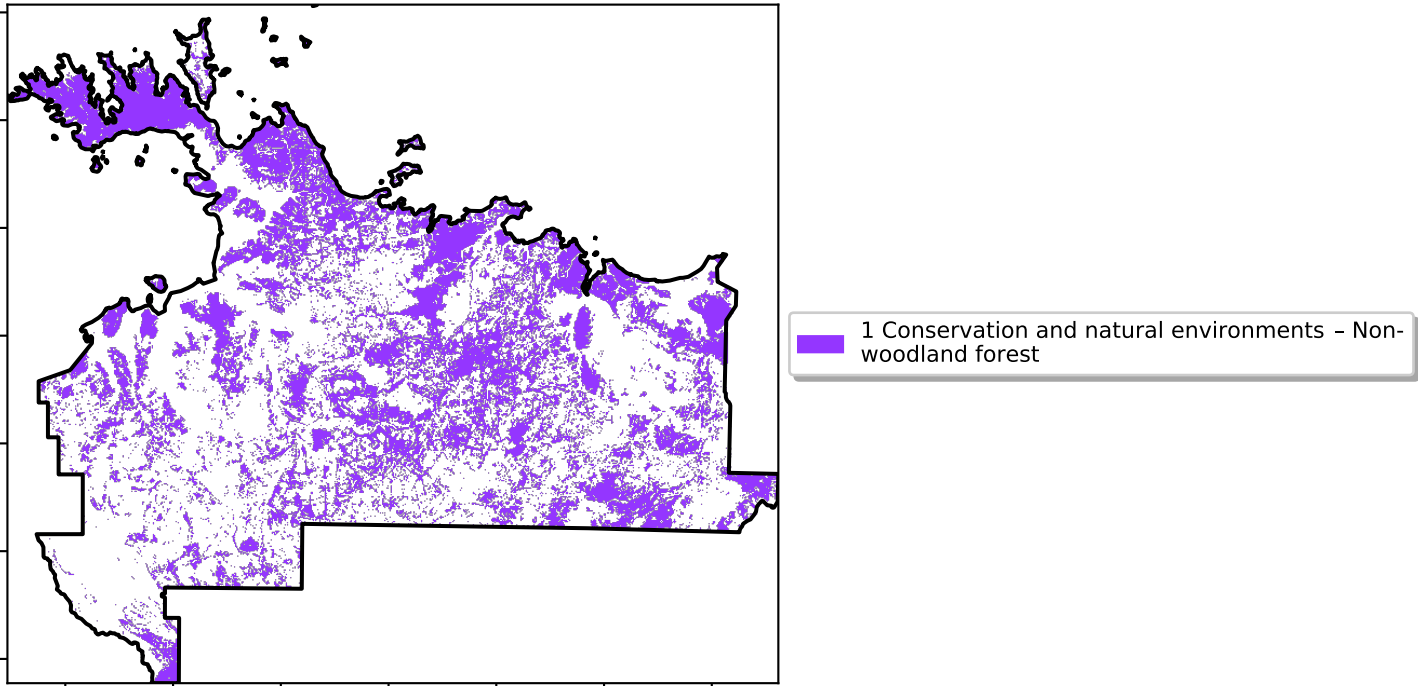 1 Conservation and natural environments – Non-
woodland forest